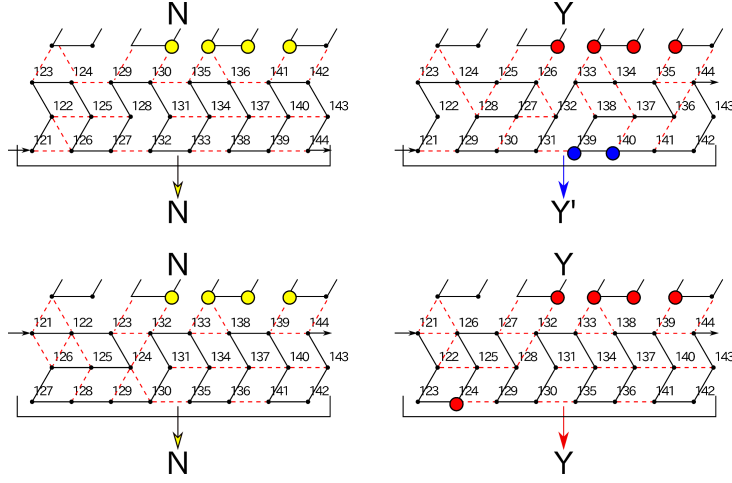 N Y
123 124 129 130 135 136 141 142 123 124 125 126 133 134 135 144
122 125 128 131 134 137 140 143 122 128 127 132 138 137 136 143
121 126 127 132 133 138 139 144 121 129 130 131 139 140 141 142
N Y'
N Y
121 122 123 132 133 138 139 144 121 126 127 132 133 138 139 144
126 125 124 131 134 137 140 143 122 125 128 131 134 137 140 143
127 128 129 130 135 136 141 142 123 124 129 130 135 136 141 142
N Y